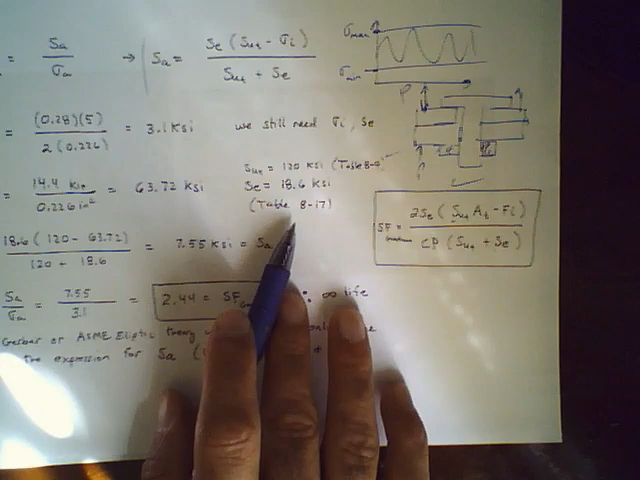 = Sa / σa → Sa = Se (Sut - σi) / Sut + Se
σmax
σmin
P
= (0.28)(5) / 2(0.226) = 3.1 ksi we still need σi, Se
Sut = 120 ksi (Table 8-9
= 14.4 kip / 0.226 in² = 63.72 ksi Se = 18.6 ksi
(Table 8-17)
SF = 2Se (Sut At - Fi) / CP (Sut + Se)
18.6 (120 - 63.72) / 120 + 18.6 = 7.55 ksi = Sa
Sa / σa = 7.55 / 3.1 = 2.44 = SF ∞ life
Gerber or ASME Elliptic theory
the expression for Sa